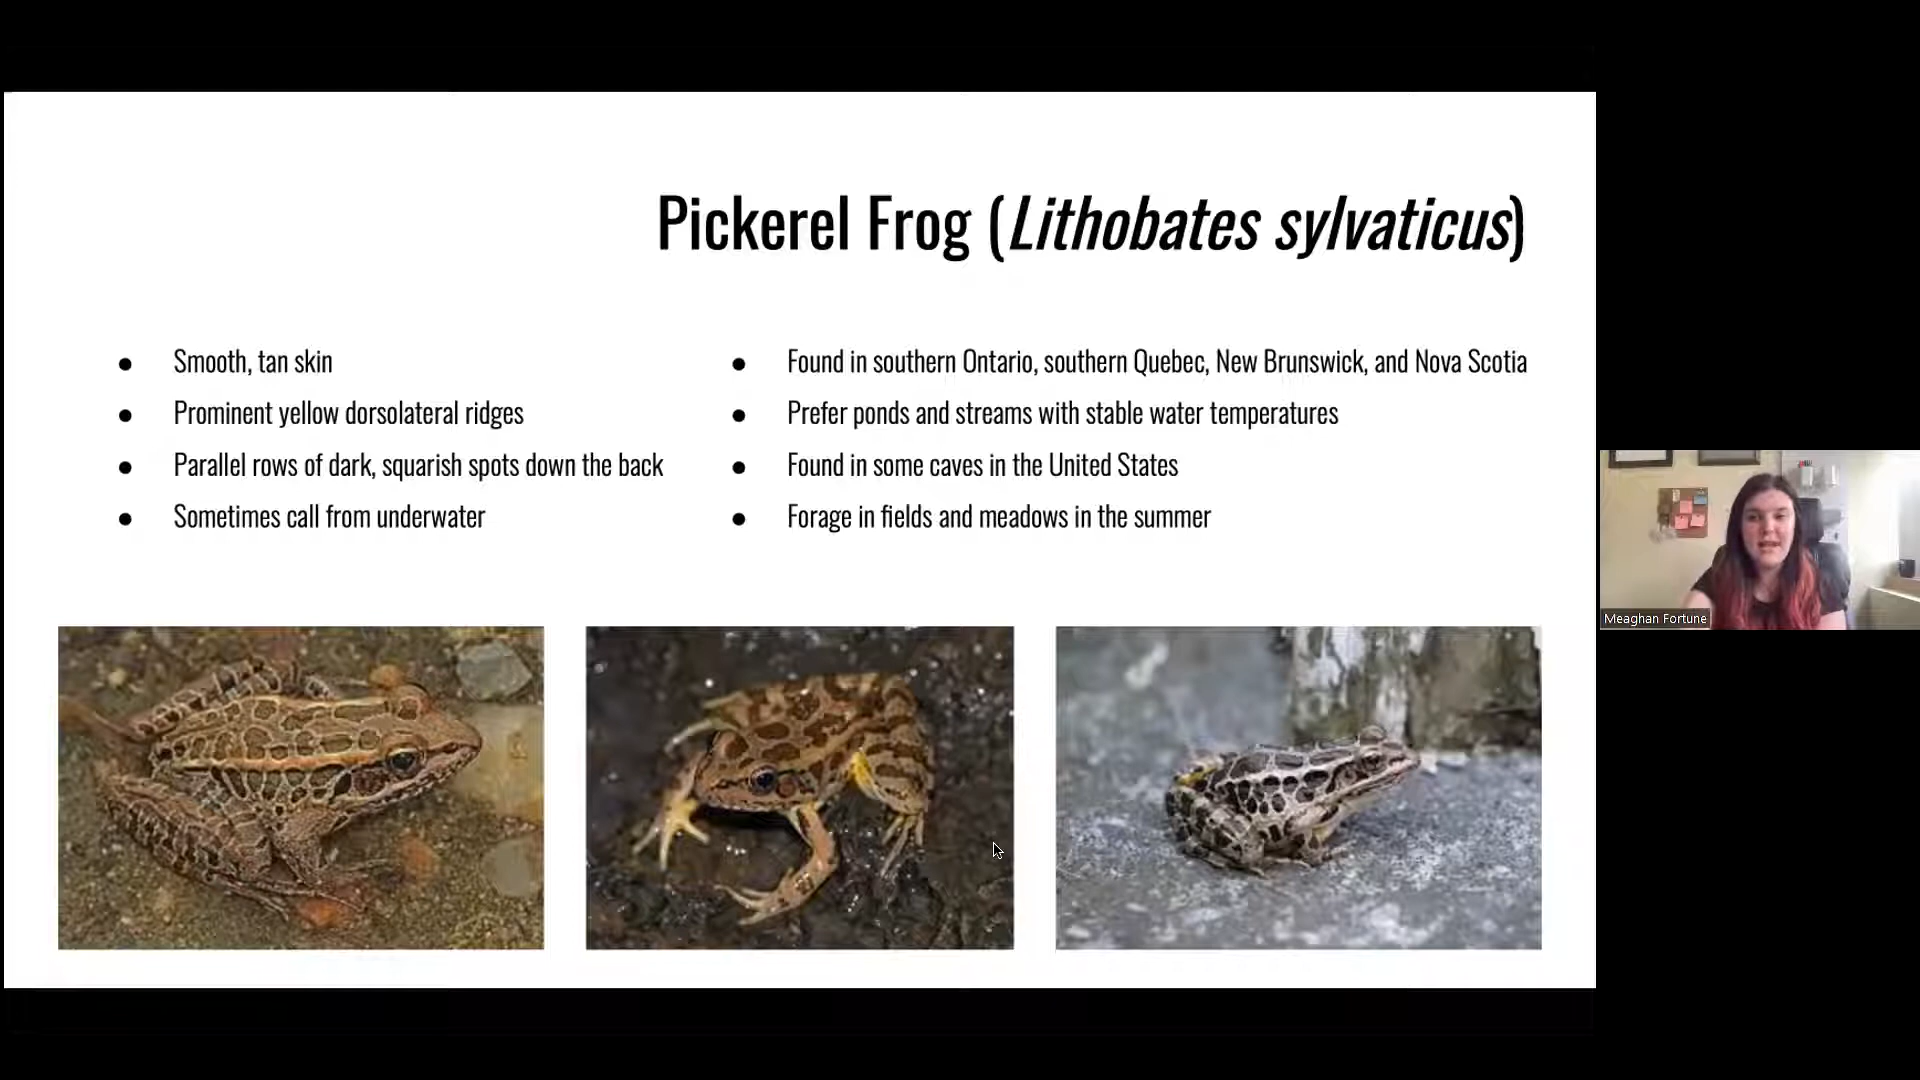 Pickerel Frog (Lithobates sylvaticus)
● Smooth, tan skin
● Prominent yellow dorsolateral ridges
● Parallel rows of dark, squarish spots down the back
● Sometimes call from underwater
● Found in southern Ontario, southern Quebec, New Brunswick, and Nova Scotia
● Prefer ponds and streams with stable water temperatures
● Found in some caves in the United States
● Forage in fields and meadows in the summer
Meaghan Fortune